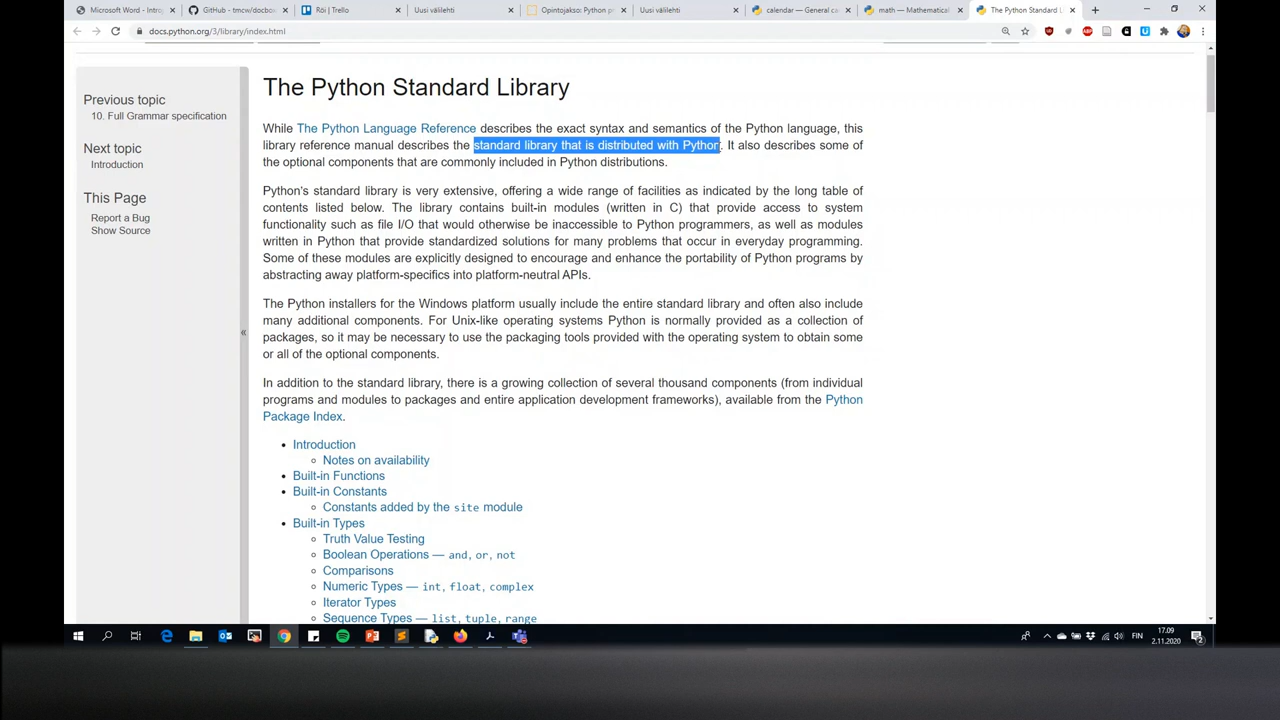 Microsoft Word - Intro
GitHub - tmcw/docbox
Röi | Trello
Uusi välilehti
Opintojakso: Python p
Uusi välilehti
calendar — General c
math — Mathematical
The Python Standard L
docs.python.org/3/library/index.html
Previous topic
10. Full Grammar specification
Next topic
Introduction
This Page
Report a Bug
Show Source
«
The Python Standard Library
While The Python Language Reference describes the exact syntax and semantics of the Python language, this
library reference manual describes the standard library that is distributed with Python. It also describes some of
the optional components that are commonly included in Python distributions.
Python's standard library is very extensive, offering a wide range of facilities as indicated by the long table of
contents listed below. The library contains built-in modules (written in C) that provide access to system
functionality such as file I/O that would otherwise be inaccessible to Python programmers, as well as modules
written in Python that provide standardized solutions for many problems that occur in everyday programming.
Some of these modules are explicitly designed to encourage and enhance the portability of Python programs by
abstracting away platform-specifics into platform-neutral APIs.
The Python installers for the Windows platform usually include the entire standard library and often also include
many additional components. For Unix-like operating systems Python is normally provided as a collection of
packages, so it may be necessary to use the packaging tools provided with the operating system to obtain some
or all of the optional components.
In addition to the standard library, there is a growing collection of several thousand components (from individual
programs and modules to packages and entire application development frameworks), available from the Python
Package Index.
Introduction
Notes on availability
Built-in Functions
Built-in Constants
Constants added by the site module
Built-in Types
Truth Value Testing
Boolean Operations — and, or, not
Comparisons
Numeric Types — int, float, complex
Iterator Types
Sequence Types — list, tuple, range
FIN
17.09
2.11.2020